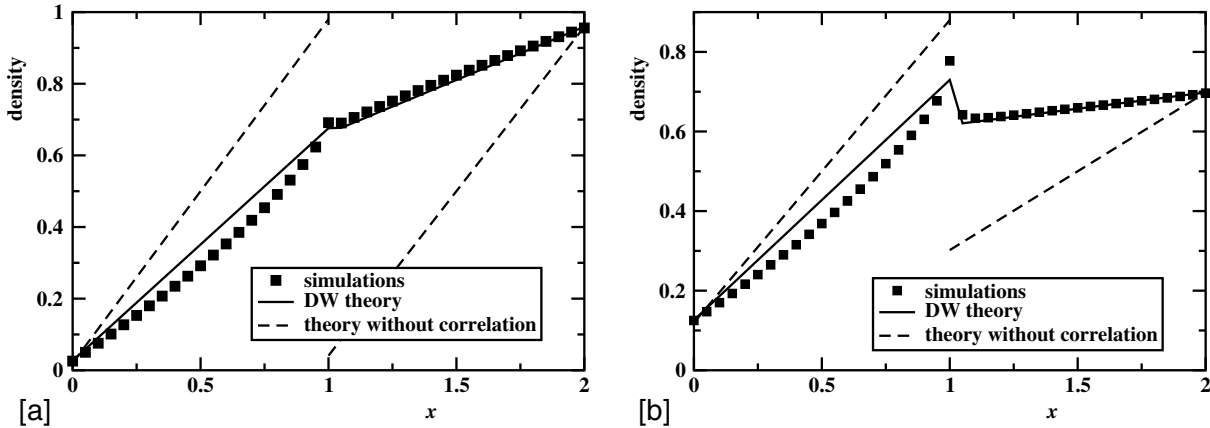 1
0.8
0.6
0.4
0.2
0
density
0 0.5 1 1.5 2
x
simulations
DW theory
theory without correlation
[a]
0.8
0.6
0.4
0.2
0
density
0 0.5 1 1.5 2
x
simulations
DW theory
theory without correlation
[b]